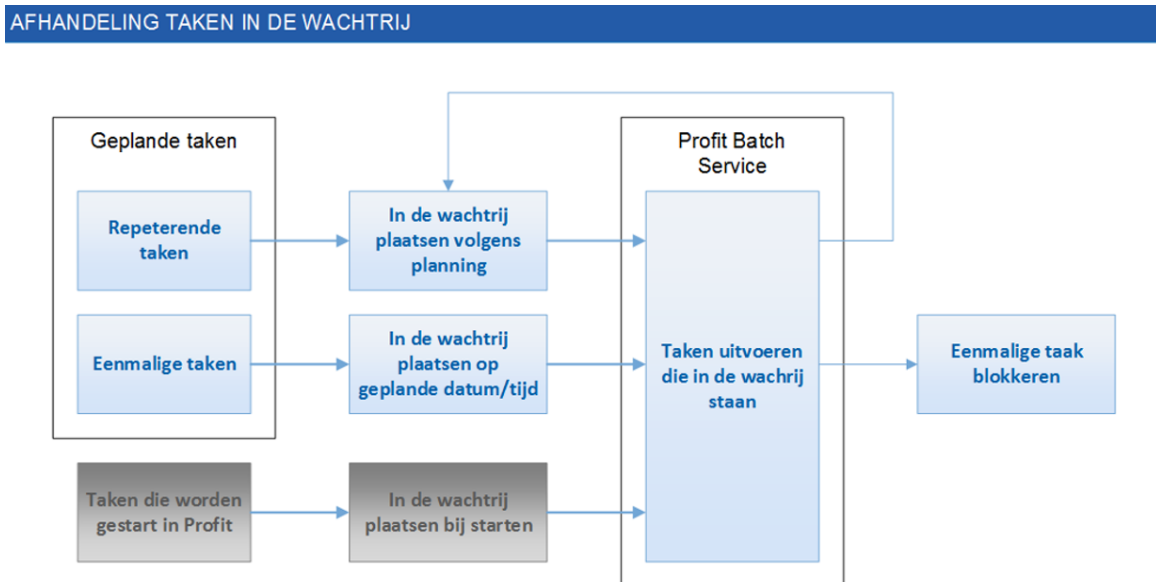 AFHANDELING TAKEN IN DE WACHTRIJ
Geplande taken
Profit Batch
Service
Repeterende
taken
In de wachtrij
plaatsen volgens
planning
Eenmalige taken
In de wachtrij
plaatsen op
geplande datum/tijd
Taken uitvoeren
die in de wachrij
staan
Eenmalige taak
blokkeren
Taken die worden
gestart in Profit
In de wachtrij
plaatsen bij starten